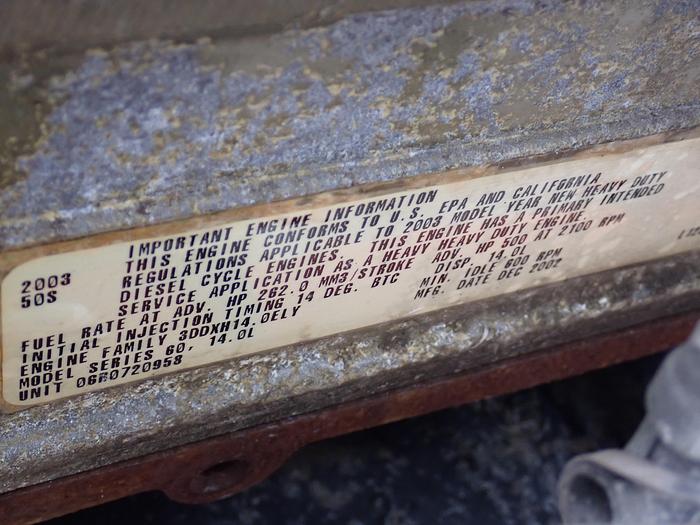 IMPORTANT ENGINE INFORMATION
THIS ENGINE CONFORMS TO U.S. EPA AND CALIFORNIA
2003 REGULATIONS APPLICABLE TO 2003 MODEL YEAR NEW HEAVY DUTY
50S DIESEL CYCLE ENGINES. THIS ENGINE HAS A PRIMARY INTENDED
SERVICE APPLICATION AS A HEAVY HEAVY DUTY ENGINE.
FUEL RATE AT ADV. HP 262.0 MM3/STROKE ADV. HP 500 AT 2100 RPM
INITIAL INJECTION TIMING 14 DEG. BTC DISP. 14.0L
ENGINE FAMILY 3DDXH14.0ELY MIN. IDLE 600 RPM
MODEL SERIES 60, 14.0L MFG. DATE DEC 2002
UNIT 06R0720958